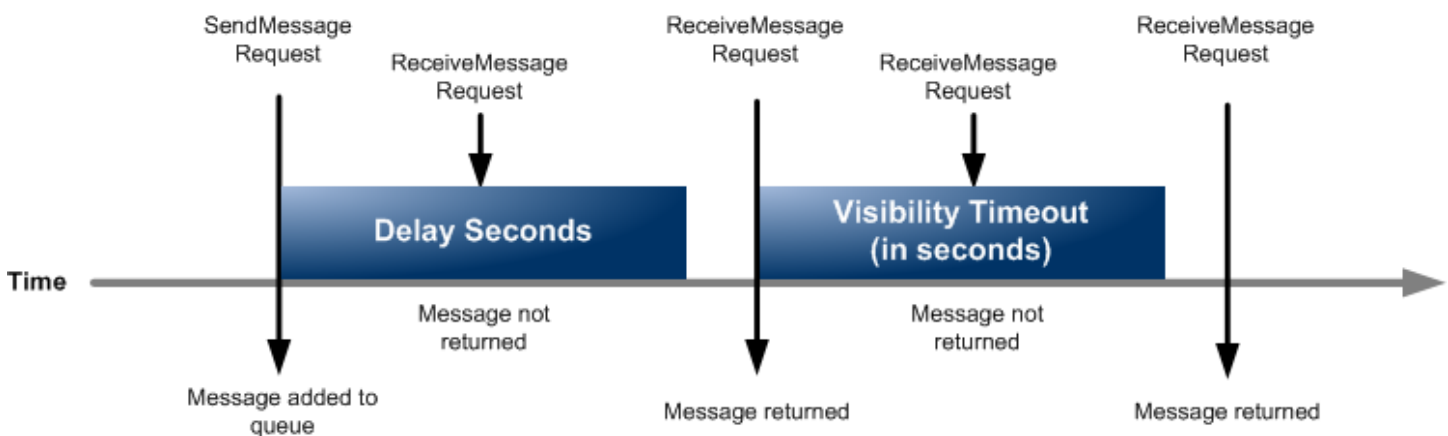 SendMessage
Request
ReceiveMessage
Request
ReceiveMessage
Request
ReceiveMessage
Request
ReceiveMessage
Request
Delay Seconds
Visibility Timeout
(in seconds)
Time
Message not
returned
Message not
returned
Message added to
queue
Message returned
Message returned